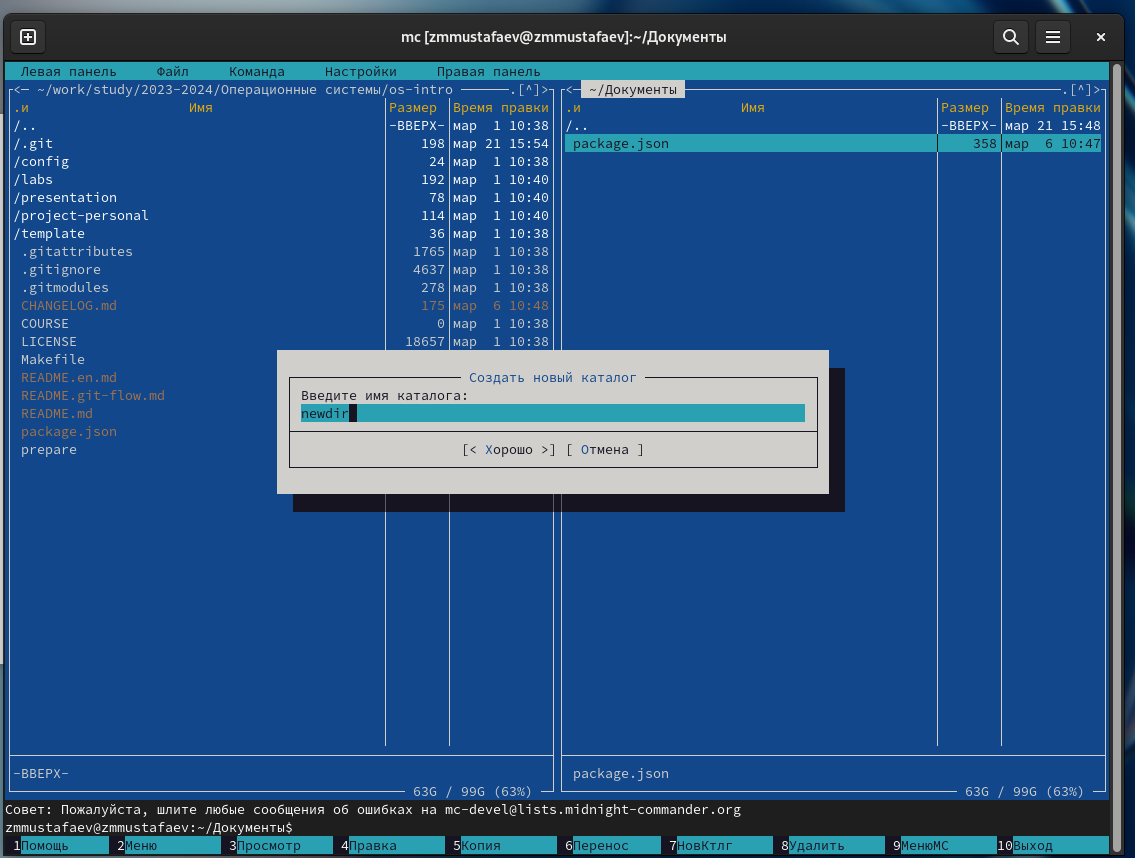 mc [zmmustafaev@zmmustafaev]:~/Документы
Левая панель Файл Команда Настройки Правая панель
<─ ~/work/study/2023-2024/Операционные системы/os-intro ─.[^]>
.и Имя Размер Время правки
/.. -ВВЕРХ- мар 1 10:38
/.git 198 мар 21 15:54
/config 24 мар 1 10:38
/labs 192 мар 1 10:40
/presentation 78 мар 1 10:40
/project-personal 114 мар 1 10:40
/template 36 мар 1 10:38
.gitattributes 1765 мар 1 10:38
.gitignore 4637 мар 1 10:38
.gitmodules 278 мар 1 10:38
CHANGELOG.md 175 мар 6 10:48
COURSE 0 мар 1 10:38
LICENSE 18657 мар 1 10:38
Makefile
README.en.md
README.git-flow.md
README.md
package.json
prepare
-ВВЕРХ-
63G / 99G (63%)
<─ ~/Документы ─.[^]>
.и Имя Размер Время правки
/.. -ВВЕРХ- мар 21 15:48
package.json 358 мар 6 10:47
package.json
63G / 99G (63%)
Создать новый каталог
Введите имя каталога:
newdir
[< Хорошо >] [ Отмена ]
Совет: Пожалуйста, шлите любые сообщения об ошибках на mc-devel@lists.midnight-commander.org
zmmustafaev@zmmustafaev:~/Документы$
1Помощь 2Меню 3Просмотр 4Правка 5Копия 6Перенос 7НовКтлг 8Удалить 9МенюMC 10Выход